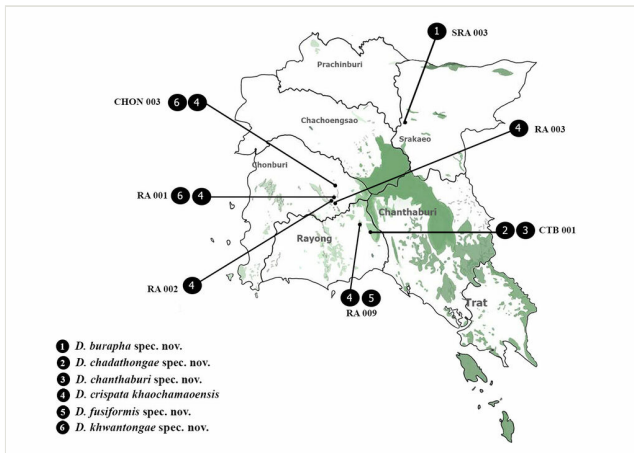 1 SRA 003
Prachinburi
CHON 003 6 4
Chachoengsao
4 RA 003
Srakaeo
Chonburi
RA 001 6 4
Chanthaburi
Rayong
2 3 CTB 001
RA 002
4
4 5
RA 009
Trat
1 D. burapha spec. nov.
2 D. chadathongae spec. nov.
3 D. chanthaburi spec. nov.
4 D. crispata khaochamaoensis
5 D. fusiformis spec. nov.
6 D. khwantongae spec. nov.